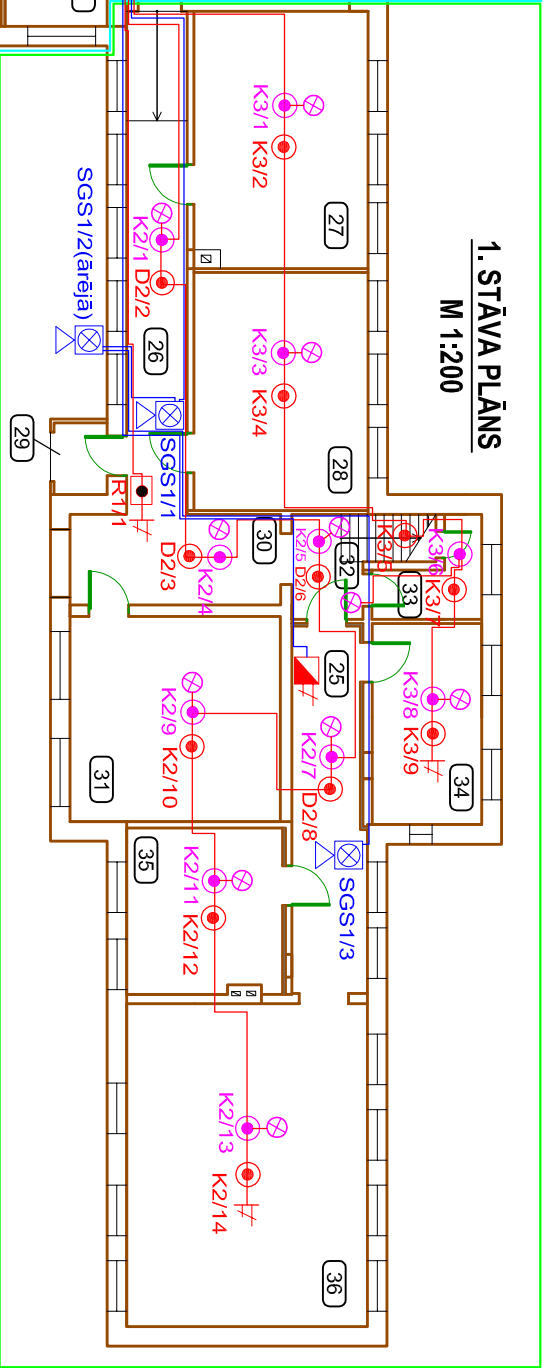 1. STĀVA PLĀNS
M 1:200
K3/1
K3/2
27
K3/3
K3/4
28
SGS1/2(ārējā)
K2/1
D2/2
26
SGS1/1
29
R1/1
D2/3
K2/4
30
K2/5
D2/6
32
K3/5
K3/6
K3/7
33
25
K2/7
D2/8
K3/8
K3/9
34
K2/9
K2/10
31
SGS1/3
35
K2/11
K2/12
K2/13
K2/14
36